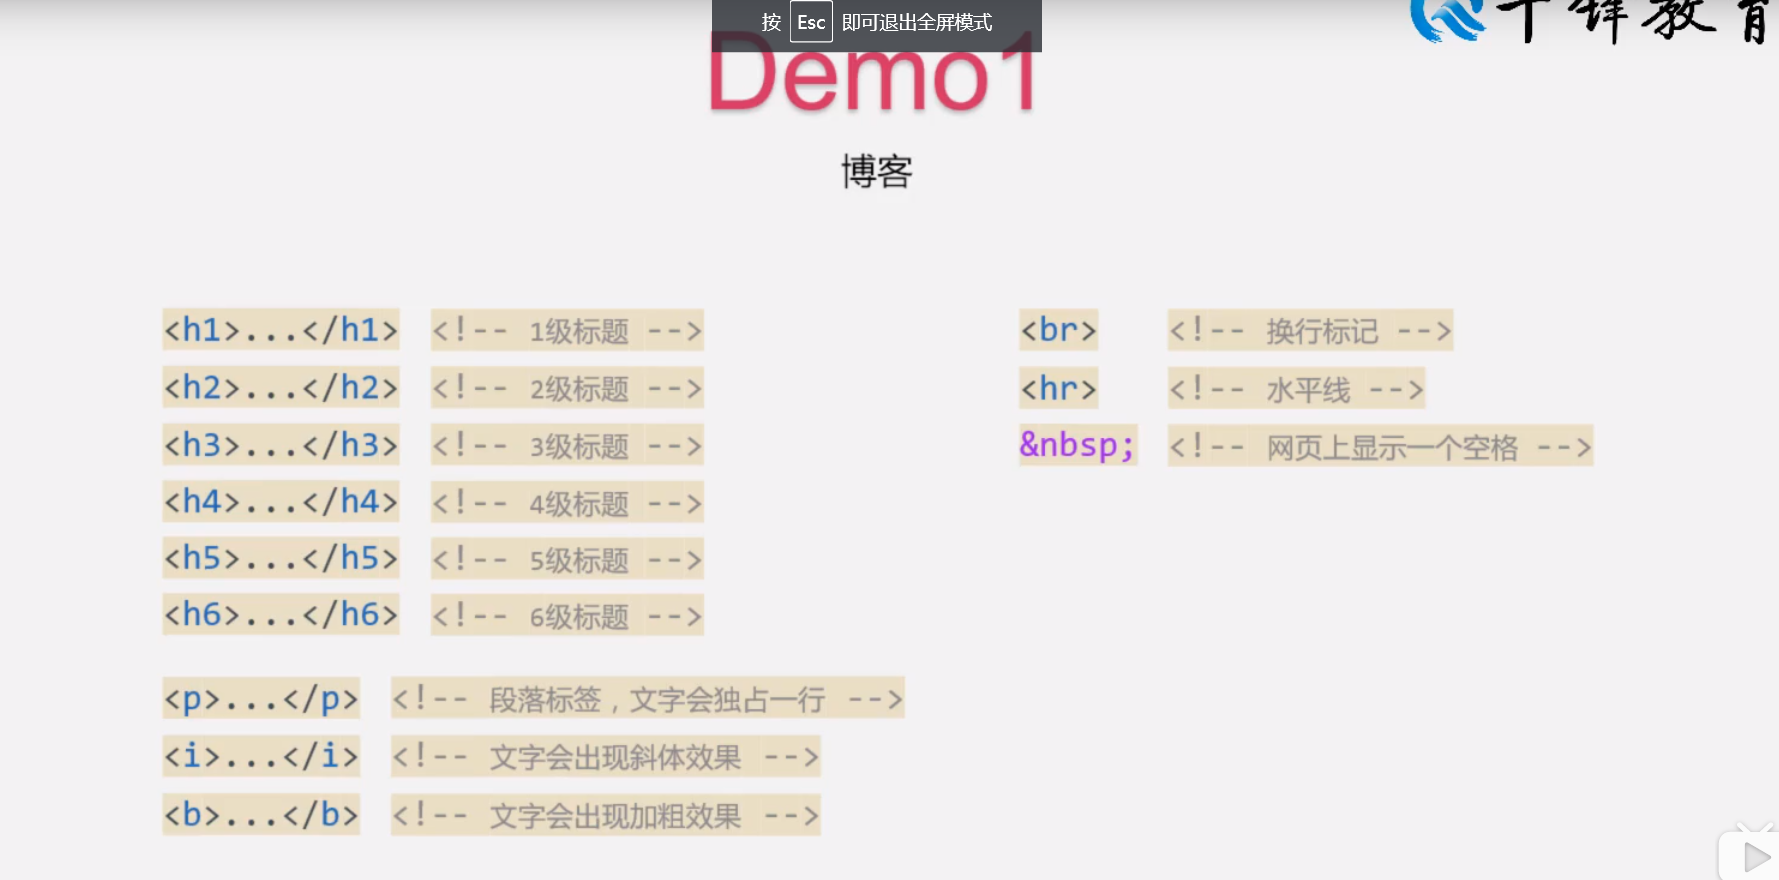 按 Esc 即可退出全屏模式
千锋教育
Demo1
博客
<h1>...</h1> <!-- 1级标题 -->
<h2>...</h2> <!-- 2级标题 -->
<h3>...</h3> <!-- 3级标题 -->
<h4>...</h4> <!-- 4级标题 -->
<h5>...</h5> <!-- 5级标题 -->
<h6>...</h6> <!-- 6级标题 -->
<p>...</p> <!-- 段落标签，文字会独占一行 -->
<i>...</i> <!-- 文字会出现斜体效果 -->
<b>...</b> <!-- 文字会出现加粗效果 -->
<br> <!-- 换行标记 -->
<hr> <!-- 水平线 -->
&nbsp; <!-- 网页上显示一个空格 -->